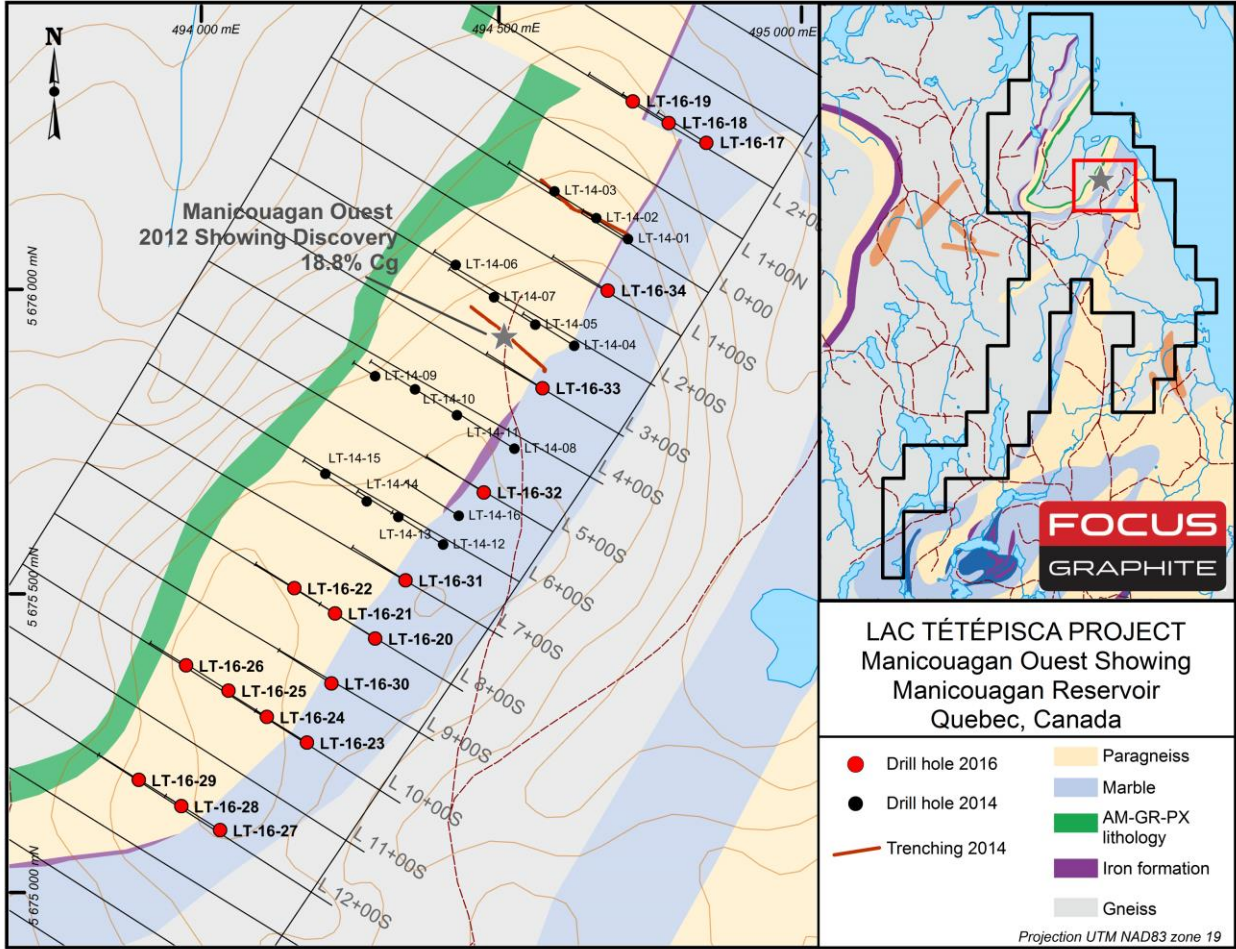 494 000 mE
494 500 mE
495 000 mE
N
LT-16-19
LT-16-18
LT-16-17
LT-14-03
LT-14-02
LT-14-01
L 2+00
L 1+00N
L 0+00
Manicouagan Ouest
2012 Showing Discovery
18.8% Cg
LT-14-06
LT-14-07
LT-14-05
LT-14-04
LT-16-34
L 1+00S
5 676 000 mN
L 2+00S
LT-14-09
LT-14-10
LT-14-11
LT-14-08
LT-16-33
L 3+00S
L 4+00S
LT-14-15
LT-14-14
LT-14-13
LT-14-12
LT-14-16
LT-16-32
L 5+00S
L 6+00S
5 675 500 mN
LT-16-22
LT-16-21
LT-16-20
LT-16-31
L 7+00S
L 8+00S
LT-16-26
LT-16-25
LT-16-24
LT-16-23
LT-16-30
L 9+00S
L 10+00S
LT-16-29
LT-16-28
LT-16-27
L 11+00S
L 12+00S
5 675 000 mN
FOCUS
GRAPHITE
LAC TÉTÉPISCA PROJECT
Manicouagan Ouest Showing
Manicouagan Reservoir
Quebec, Canada
Drill hole 2016
Drill hole 2014
Trenching 2014
Paragneiss
Marble
AM-GR-PX
lithology
Iron formation
Gneiss
Projection UTM NAD83 zone 19